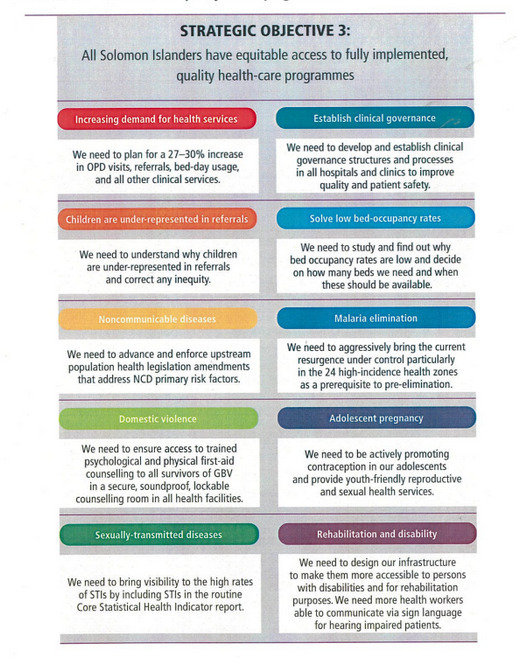 STRATEGIC OBJECTIVE 3:
All Solomon Islanders have equitable access to fully implemented,
quality health-care programmes
Increasing demand for health services
We need to plan for a 27–30% increase
in OPD visits, referrals, bed-day usage,
and all other clinical services.
Establish clinical governance
We need to develop and establish clinical
governance structures and processes
in all hospitals and clinics to improve
quality and patient safety.
Children are under-represented in referrals
We need to understand why children
are under-represented in referrals
and correct any inequity.
Solve low bed-occupancy rates
We need to study and find out why
bed occupancy rates are low and decide
on how many beds we need and when
these should be available.
Noncommunicable diseases
We need to advance and enforce upstream
population health legislation amendments
that address NCD primary risk factors.
Malaria elimination
We need to aggressively bring the current
resurgence under control particularly
in the 24 high-incidence health zones
as a prerequisite to pre-elimination.
Domestic violence
We need to ensure access to trained
psychological and physical first-aid
counselling to all survivors of GBV
in a secure, soundproof, lockable
counselling room in all health facilities.
Adolescent pregnancy
We need to be actively promoting
contraception in our adolescents
and provide youth-friendly reproductive
and sexual health services.
Sexually-transmitted diseases
We need to bring visibility to the high rates
of STIs by including STIs in the routine
Core Statistical Health Indicator report.
Rehabilitation and disability
We need to design our infrastructure
to make them more accessible to persons
with disabilities and for rehabilitation
purposes. We need more health workers
able to communicate via sign language
for hearing impaired patients.